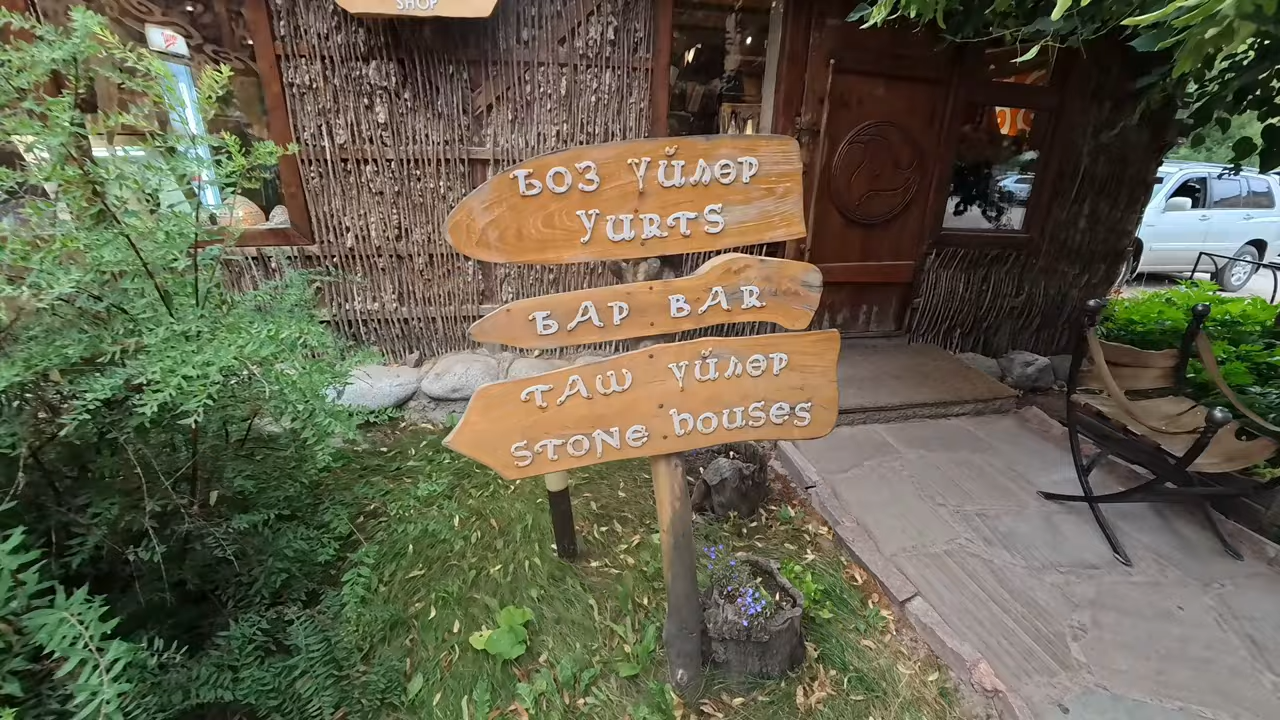 SHOP
БОЗ ҮЙЛӨР
YURTS
БАР BAR
ТАШ ҮЙЛӨР
STONE houses